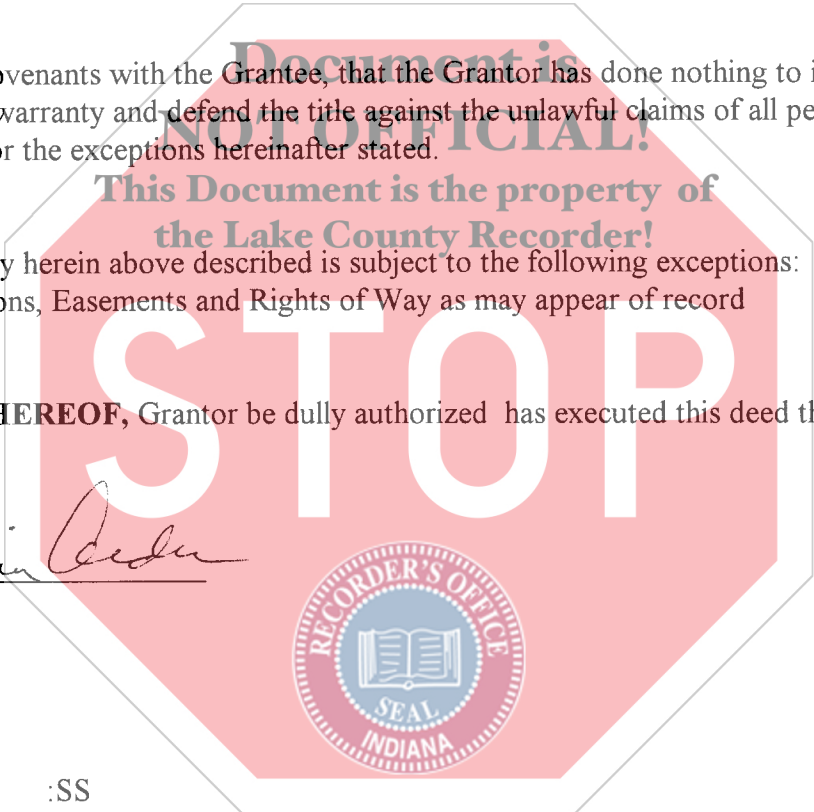 Document is
ovenants with the Grantee, that the Grantor has done nothing to i
warranty and defend the title against the unlawful claims of all pe
NOT OFFICIAL!
or the exceptions hereinafter stated.
This Document is the property of
the Lake County Recorder!
y herein above described is subject to the following exceptions:
ons, Easements and Rights of Way as may appear of record
STOP
HEREOF, Grantor be dully authorized has executed this deed th
RECORDER'S OFFICE
SEAL
INDIANA
:SS